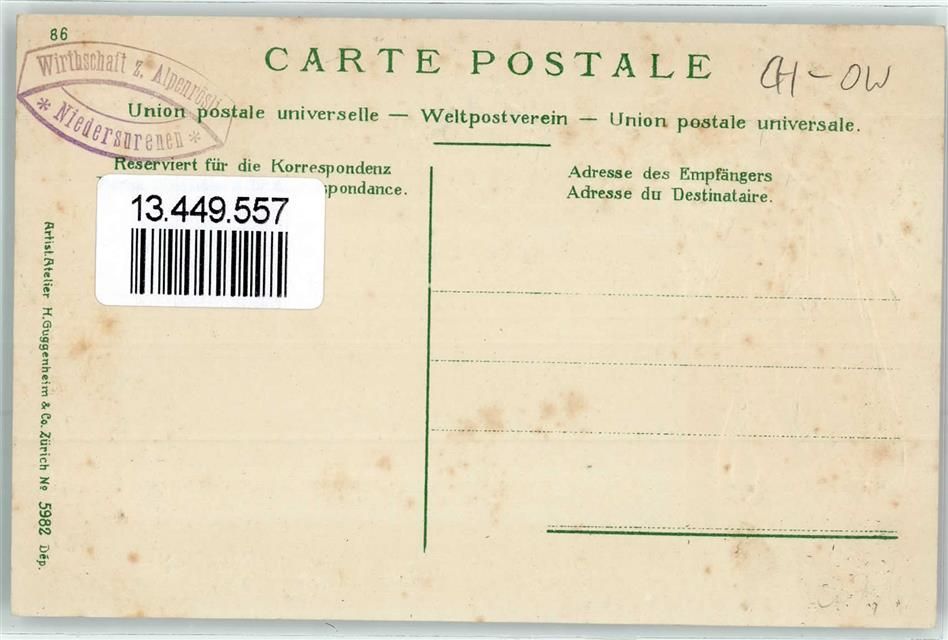 86
Wirthschaft z. Alpenrösli
* Niedersurenen *
CARTE POSTALE
CH - OW
Union postale universelle — Weltpostverein — Union postale universale.
Reserviert für die Korrespondenz
spondance.
Adresse des Empfängers
Adresse du Destinataire.
13.449.557
Artist. Atelier H. Guggenheim & Co. Zürich No 5982 Dép.